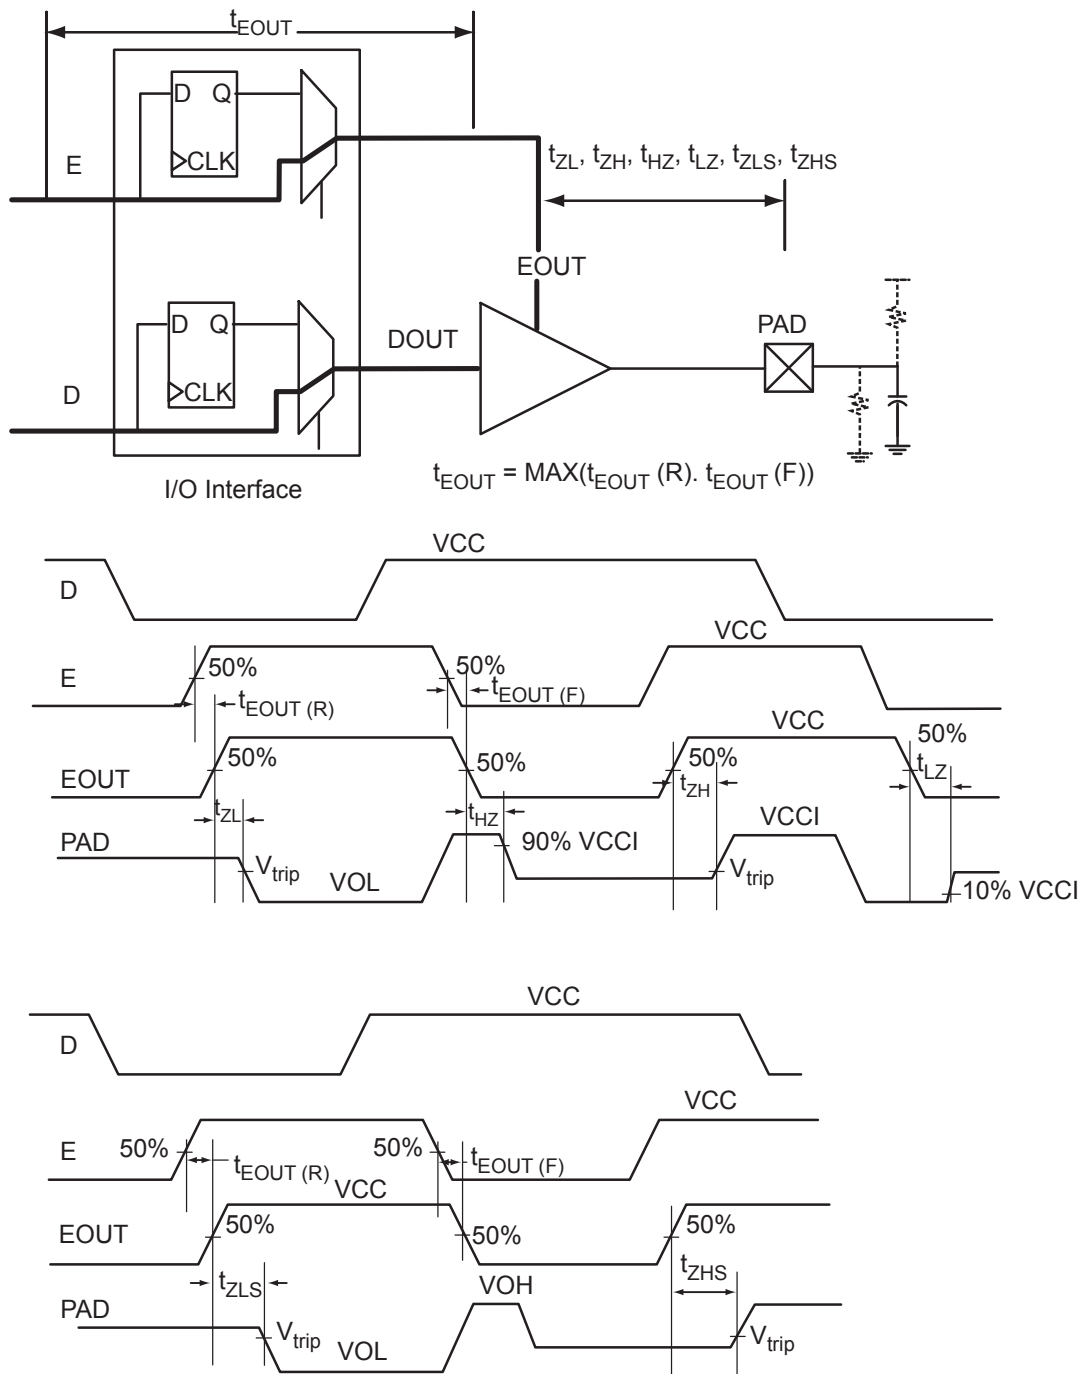 tEOUT
D Q
CLK
E
tZL, tZH, tHZ, tLZ, tZLS, tZHS
EOUT
D Q
CLK
DOUT
PAD
D
I/O Interface
tEOUT = MAX(tEOUT (R). tEOUT (F))
VCC
D
VCC
E
50%
50%
tEOUT (R)
tEOUT (F)
VCC
50%
EOUT
50%
50%
50%
tZL
tHZ
tZH
tLZ
VCCI
PAD
90% VCCI
Vtrip
VOL
Vtrip
10% VCCI
VCC
D
VCC
E
50%
50%
tEOUT (R)
tEOUT (F)
VCC
EOUT
50%
50%
50%
tZLS
VOH
tZHS
PAD
Vtrip
VOL
Vtrip